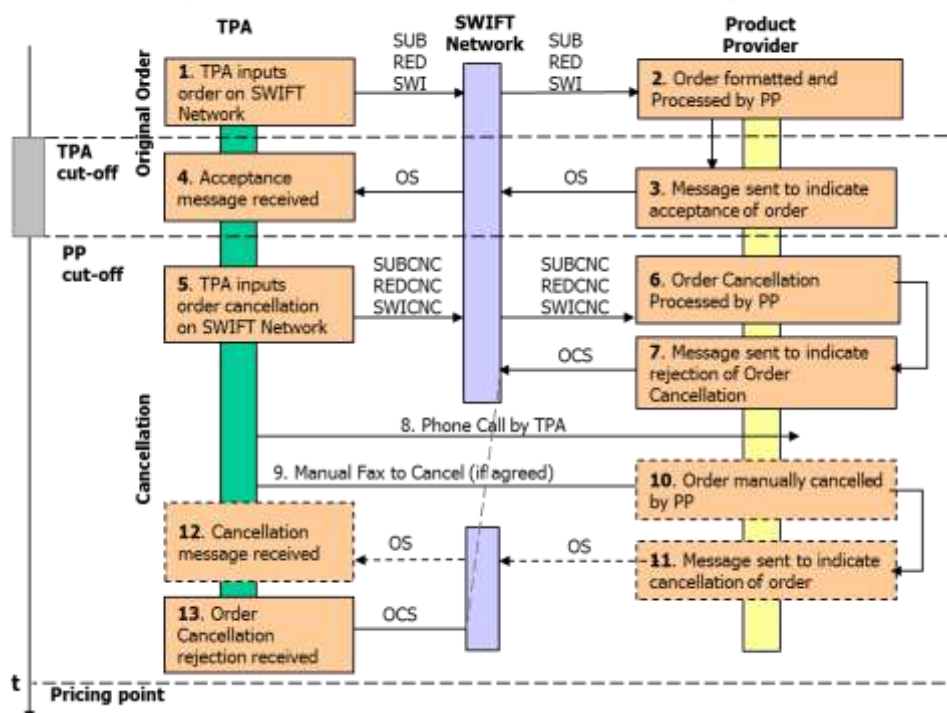 TPA
SWIFT
Network
Product
Provider
Original Order
1. TPA inputs
order on SWIFT
Network
SUB
RED
SWI
SUB
RED
SWI
2. Order formatted and
Processed by PP
TPA
cut-off
4. Acceptance
message received
OS
OS
3. Message sent to indicate
acceptance of order
PP
cut-off
5. TPA inputs
order cancellation
on SWIFT Network
SUBCNC
REDCNC
SWICNC
SUBCNC
REDCNC
SWICNC
6. Order Cancellation
Processed by PP
OCS
7. Message sent to indicate
rejection of Order
Cancellation
Cancellation
8. Phone Call by TPA
9. Manual Fax to Cancel (if agreed)
10. Order manually cancelled
by PP
12. Cancellation
message received
OS
OS
11. Message sent to indicate
cancellation of order
13. Order
Cancellation
rejection received
OCS
t
Pricing point